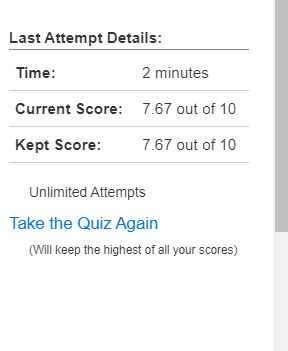 Last Attempt Details:
Time: 2 minutes
Current Score: 7.67 out of 10
Kept Score: 7.67 out of 10
Unlimited Attempts
Take the Quiz Again
(Will keep the highest of all your scores)